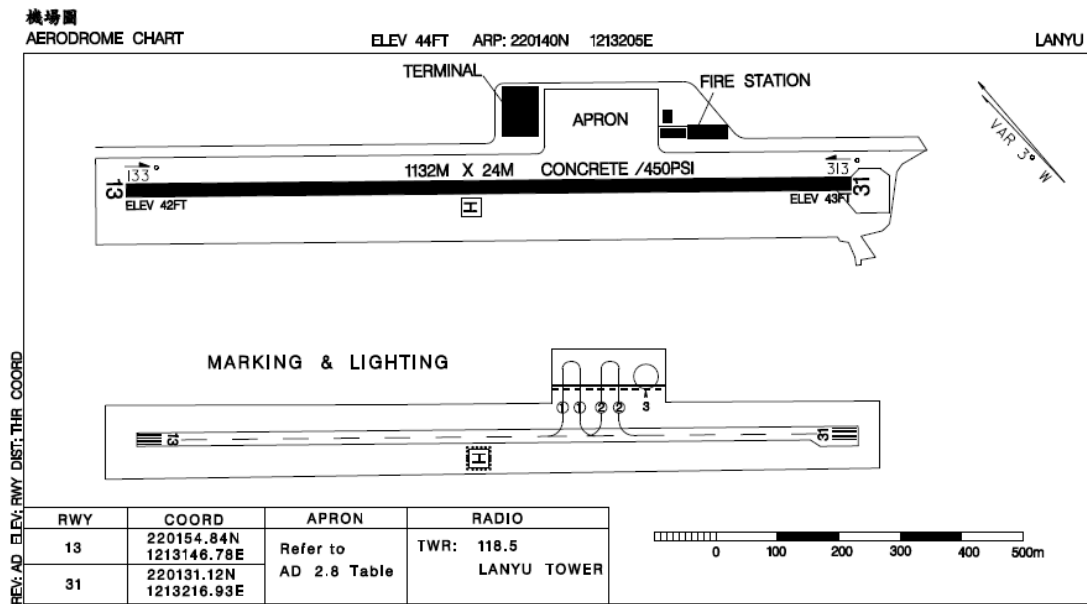 機場圖
AERODROME CHART
ELEV 44FT ARP: 220140N 1213205E
LANYU
TERMINAL
FIRE STATION
APRON
VAR 3° W
1132M X 24M CONCRETE /450PSI
133°
313°
13
31
ELEV 42FT
ELEV 43FT
H
MARKING & LIGHTING
1 1 2 2 3
13
31
H
REV: AD ELEV; RWY DIST; THR COORD
RWY COORD APRON RADIO
13 220154.84N 1213146.78E
Refer to AD 2.8 Table
TWR: 118.5
LANYU TOWER
31 220131.12N 1213216.93E
0 100 200 300 400 500m